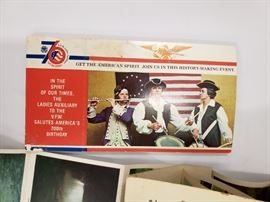 GET THE AMERICAN SPIRIT JOIN US IN THIS HISTORY-MAKING EVENT
IN THE
SPIRIT
OF OUR TIMES,
THE
LADIES AUXILIARY
TO THE
V.F.W.
SALUTES AMERICA'S
200th
BIRTHDAY